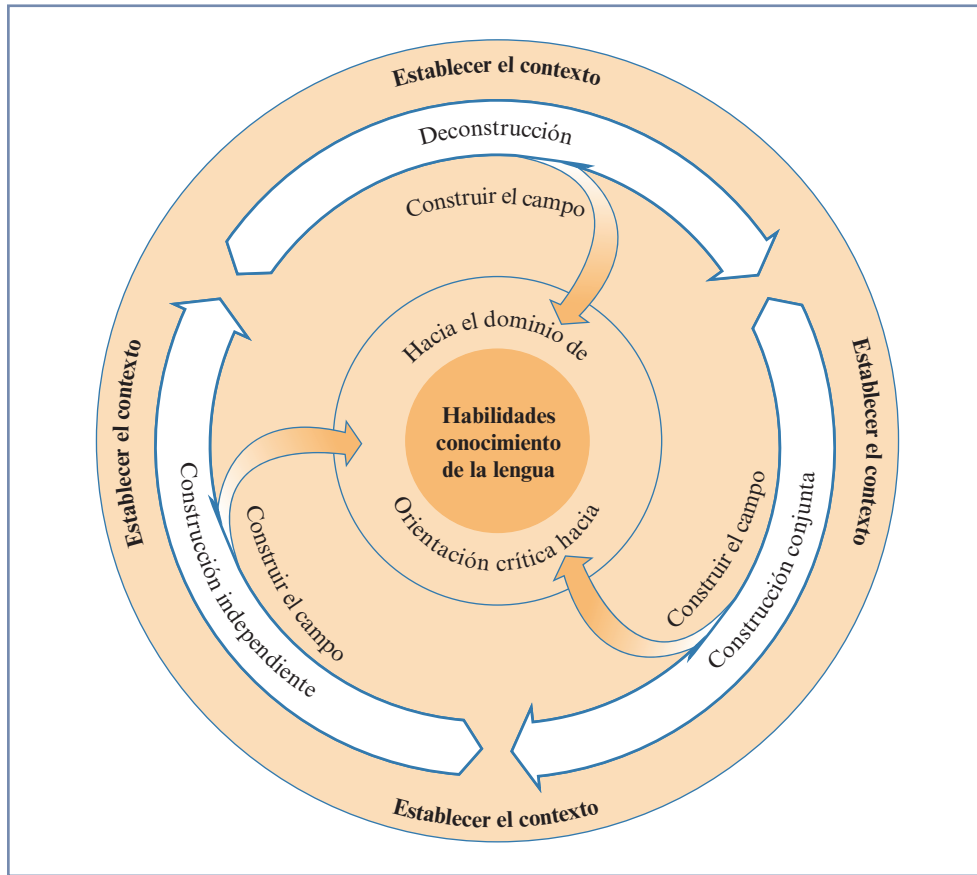 Establecer el contexto
Deconstrucción
Construir el campo
Hacia el dominio de
Habilidades
conocimiento
de la lengua
Orientación crítica hacia
Establecer el contexto
Construcción conjunta
Construir el campo
Establecer el contexto
Construcción independiente
Construir el campo
Establecer el contexto